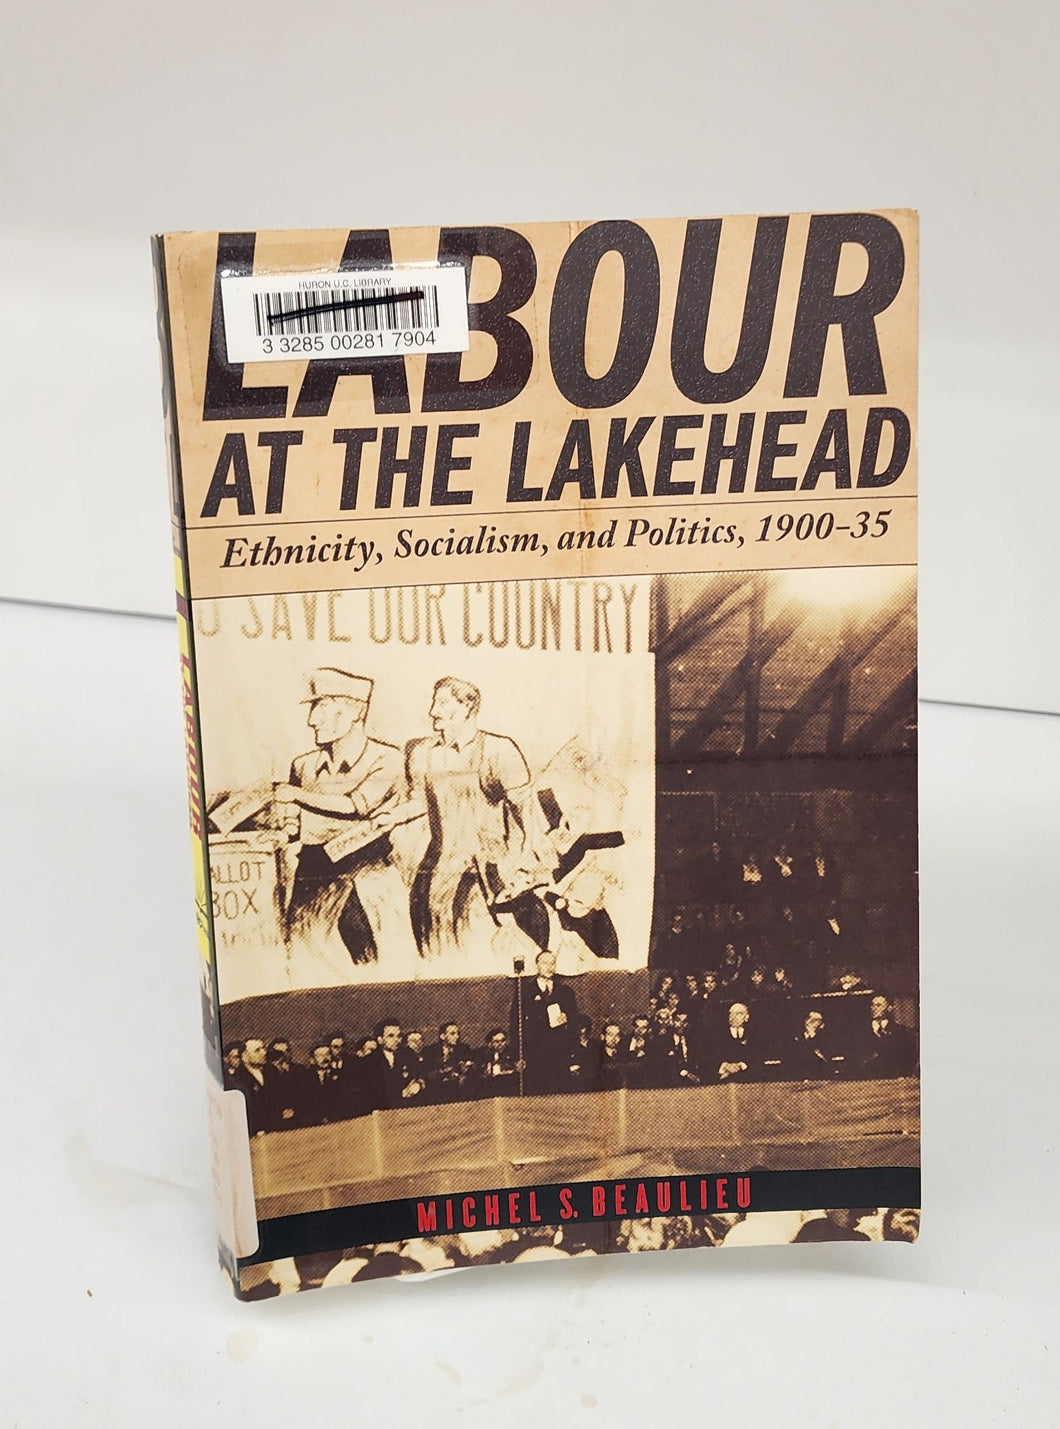 HURON U.C. LIBRARY
3 3285 00281 7904
LABOUR
AT THE LAKEHEAD
Ethnicity, Socialism, and Politics, 1900–35
SAVE OUR COUNTRY
ALLOT
BOX
MICHEL S. BEAULIEU